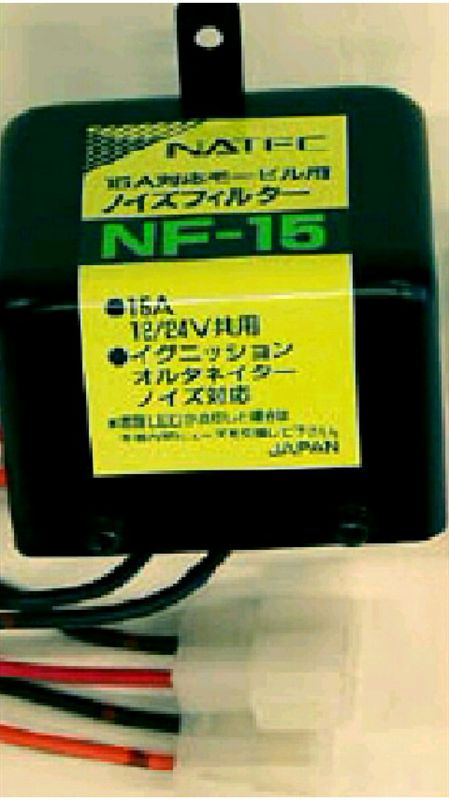 NATEC
15A対応モービル用
ノイズフィルター
NF-15
●15A
12/24V共用
●イグニッション
オルタネイター
ノイズ対応
JAPAN